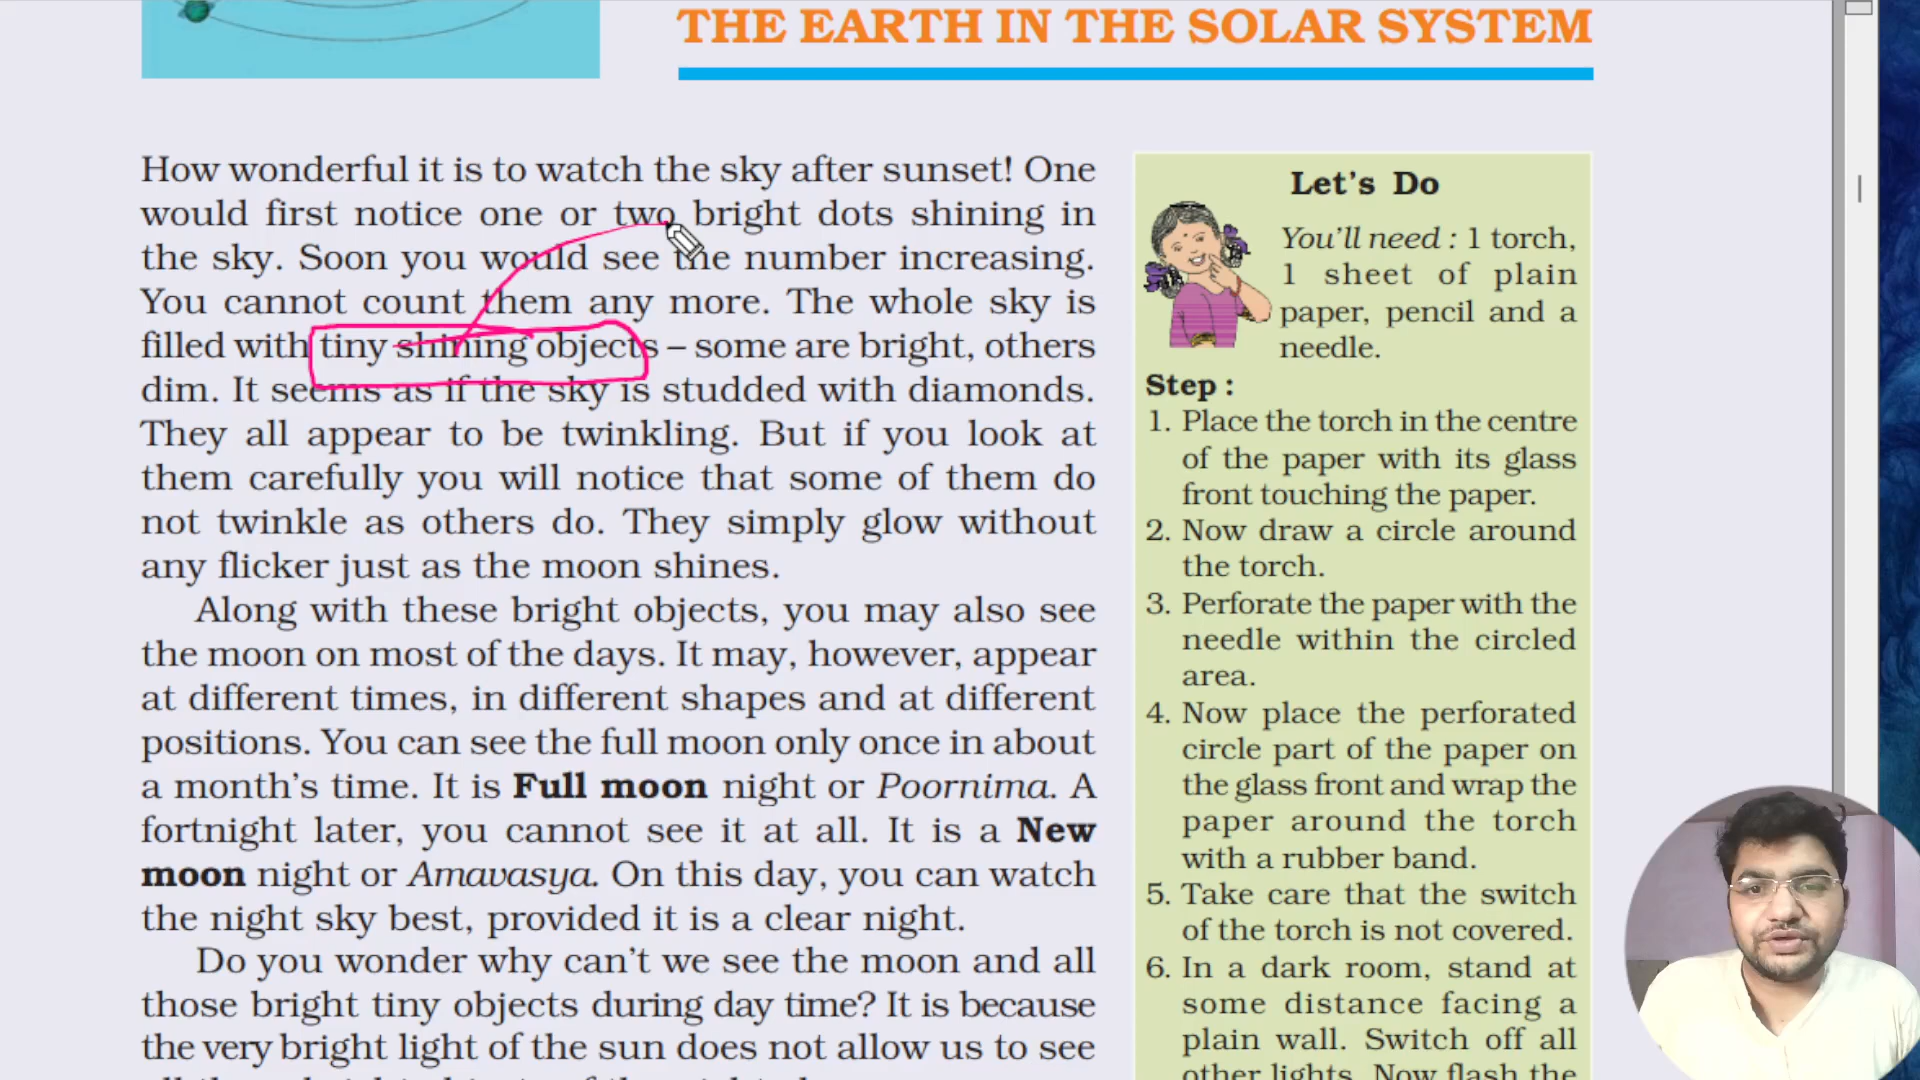 THE EARTH IN THE SOLAR SYSTEM
How wonderful it is to watch the sky after sunset! One
would first notice one or two bright dots shining in
the sky. Soon you would see the number increasing.
You cannot count them any more. The whole sky is
filled with tiny shining objects – some are bright, others
dim. It seems as if the sky is studded with diamonds.
They all appear to be twinkling. But if you look at
them carefully you will notice that some of them do
not twinkle as others do. They simply glow without
any flicker just as the moon shines.
Along with these bright objects, you may also see
the moon on most of the days. It may, however, appear
at different times, in different shapes and at different
positions. You can see the full moon only once in about
a month's time. It is Full moon night or Poornima. A
fortnight later, you cannot see it at all. It is a New
moon night or Amavasya. On this day, you can watch
the night sky best, provided it is a clear night.
Do you wonder why can't we see the moon and all
those bright tiny objects during day time? It is because
the very bright light of the sun does not allow us to see
Let's Do
You'll need : 1 torch,
1 sheet of plain
paper, pencil and a
needle.
Step :
1. Place the torch in the centre
of the paper with its glass
front touching the paper.
2. Now draw a circle around
the torch.
3. Perforate the paper with the
needle within the circled
area.
4. Now place the perforated
circle part of the paper on
the glass front and wrap the
paper around the torch
with a rubber band.
5. Take care that the switch
of the torch is not covered.
6. In a dark room, stand at
some distance facing a
plain wall. Switch off all
other lights. Now flash the